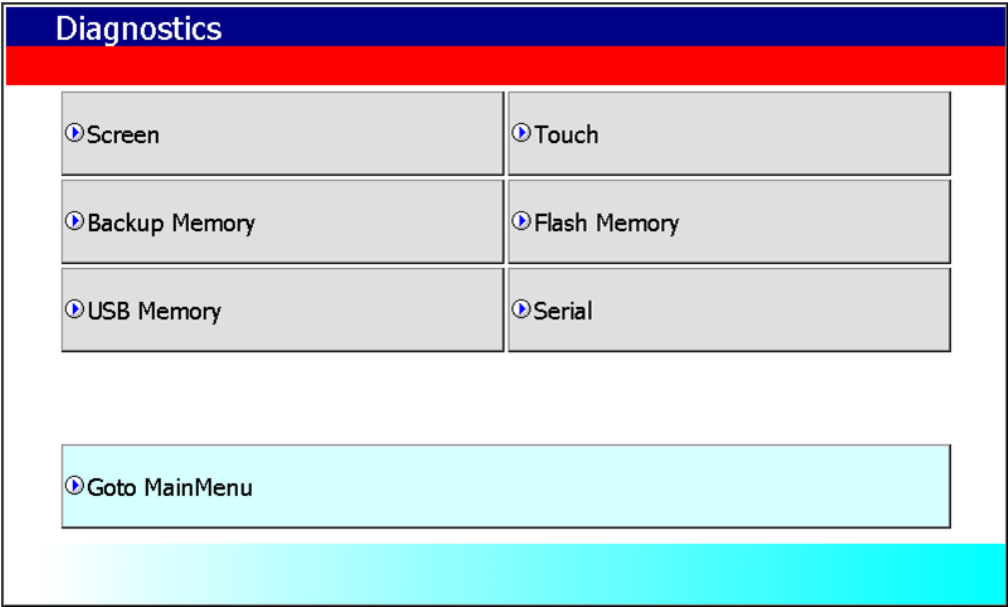 Diagnostics
Screen
Touch
Backup Memory
Flash Memory
USB Memory
Serial
Goto MainMenu